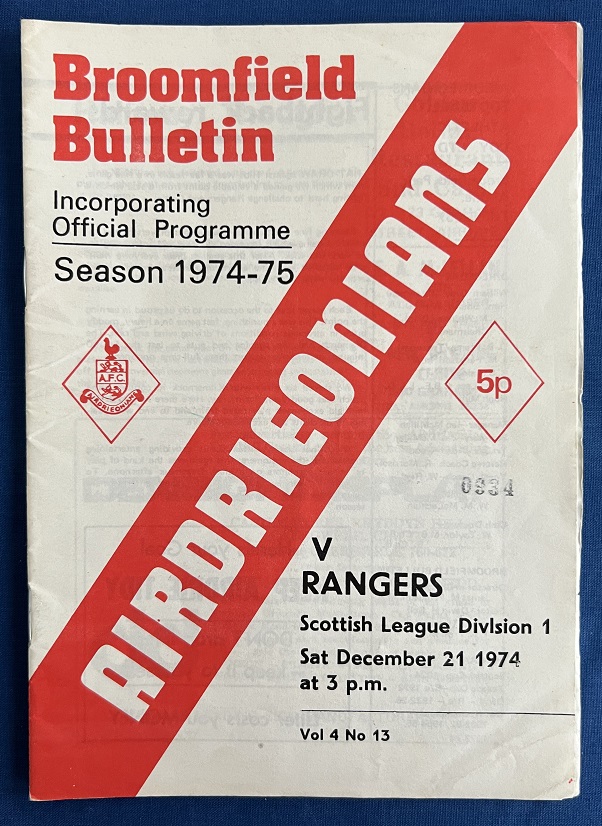 Broomfield
Bulletin
Incorporating
Official Programme
Season 1974-75
AIRDRIEONIANS
A.F.C.
AIRDRIEONIANS
5p
0994
V
RANGERS
Scottish League Division 1
Sat December 21 1974
at 3 p.m.
Vol 4 No 13